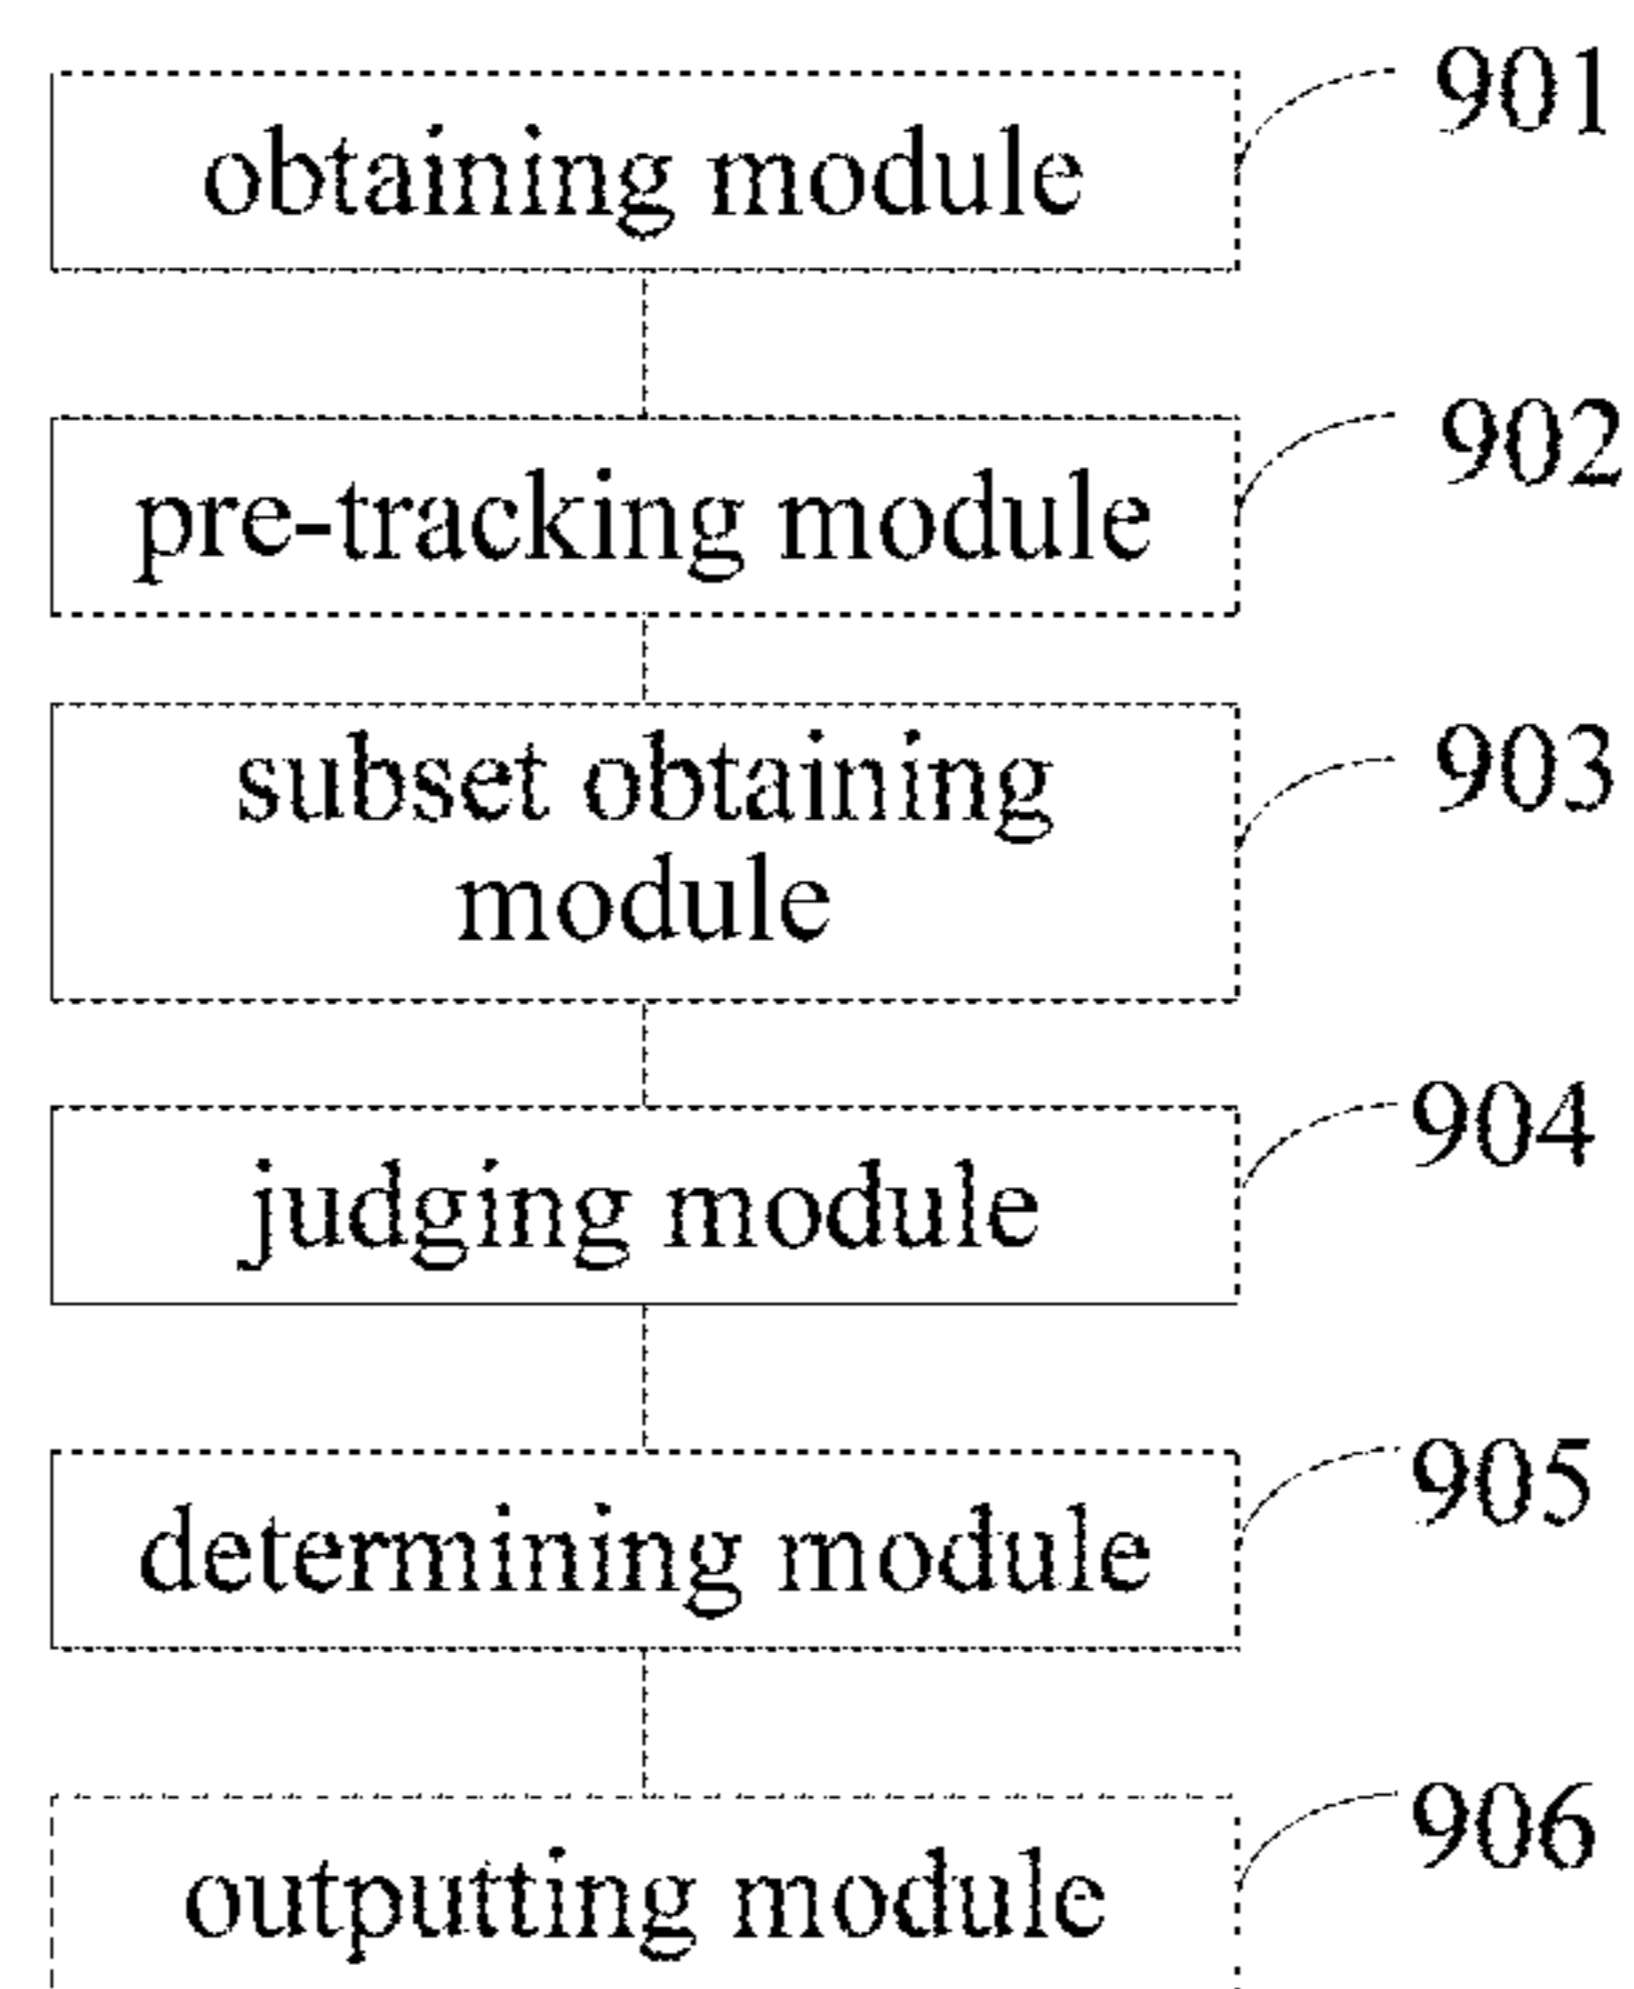 obtaining module 901
pre-tracking module 902
subset obtaining 903
module
judging module 904
determining module 905
outputting module 906